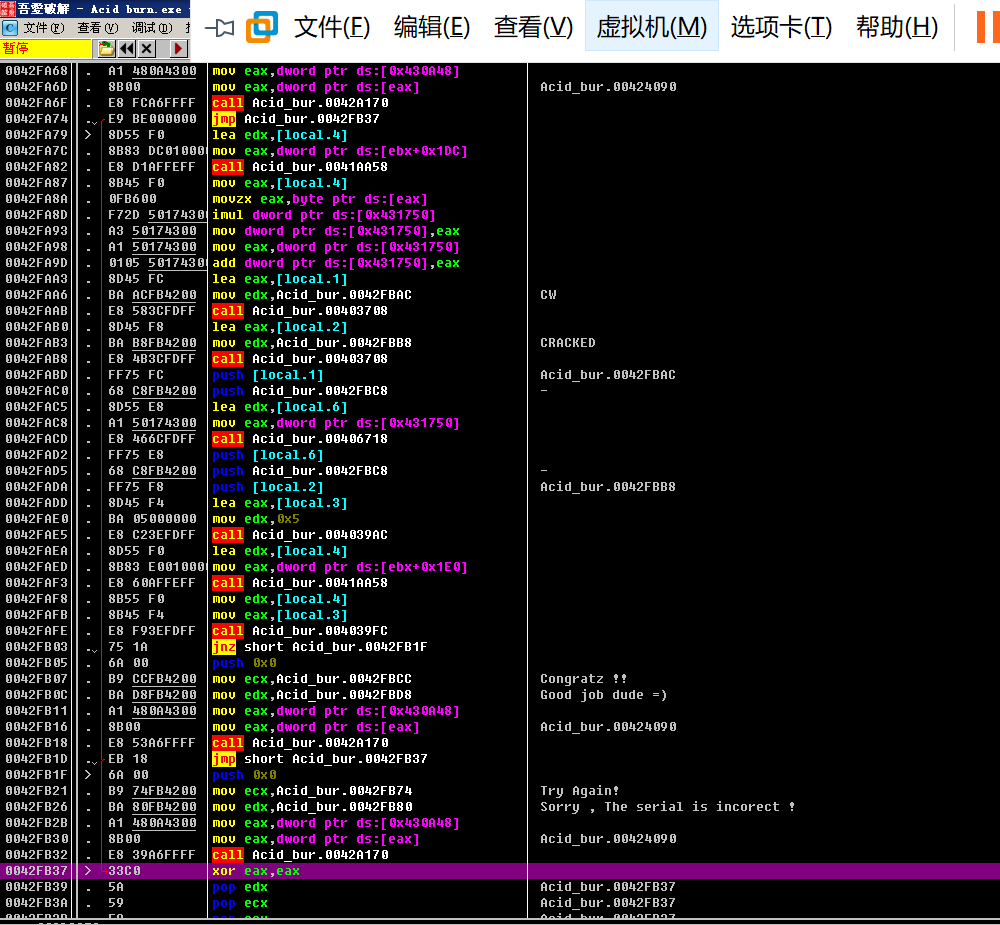 吾爱破解 - Acid burn.exe -
文件(F) 查看(V) 调试(D)
暂停
文件(F) 编辑(E) 查看(V) 虚拟机(M) 选项卡(T) 帮助(H)
0042FA68 . A1 480A4300 mov eax,dword ptr ds:[0x430A48]
0042FA6D . 8B00 mov eax,dword ptr ds:[eax] Acid_bur.00424090
0042FA6F . E8 FCA6FFFF call Acid_bur.0042A170
0042FA74 . E9 BE000000 jmp Acid_bur.0042FB37
0042FA79 > 8D55 F0 lea edx,[local.4]
0042FA7C . 8B83 DC010000 mov eax,dword ptr ds:[ebx+0x1DC]
0042FA82 . E8 D1AFFEFF call Acid_bur.0041AA58
0042FA87 . 8B45 F0 mov eax,[local.4]
0042FA8A . 0FB600 movzx eax,byte ptr ds:[eax]
0042FA8D . F72D 50174300 imul dword ptr ds:[0x431750]
0042FA93 . A3 50174300 mov dword ptr ds:[0x431750],eax
0042FA98 . A1 50174300 mov eax,dword ptr ds:[0x431750]
0042FA9D . 0105 50174300 add dword ptr ds:[0x431750],eax
0042FAA3 . 8D45 FC lea eax,[local.1]
0042FAA6 . BA ACFB4200 mov edx,Acid_bur.0042FBAC CW
0042FAAB . E8 583CFDFF call Acid_bur.00403708
0042FAB0 . 8D45 F8 lea eax,[local.2]
0042FAB3 . BA B8FB4200 mov edx,Acid_bur.0042FBB8 CRACKED
0042FAB8 . E8 4B3CFDFF call Acid_bur.00403708
0042FABD . FF75 FC push [local.1] Acid_bur.0042FBAC
0042FAC0 . 68 C8FB4200 push Acid_bur.0042FBC8 -
0042FAC5 . 8D55 E8 lea edx,[local.6]
0042FAC8 . A1 50174300 mov eax,dword ptr ds:[0x431750]
0042FACD . E8 466CFDFF call Acid_bur.00406718
0042FAD2 . FF75 E8 push [local.6]
0042FAD5 . 68 C8FB4200 push Acid_bur.0042FBC8 -
0042FADA . FF75 F8 push [local.2] Acid_bur.0042FBB8
0042FADD . 8D45 F4 lea eax,[local.3]
0042FAE0 . BA 05000000 mov edx,0x5
0042FAE5 . E8 C23EFDFF call Acid_bur.004039AC
0042FAEA . 8D55 F0 lea edx,[local.4]
0042FAED . 8B83 E0010000 mov eax,dword ptr ds:[ebx+0x1E0]
0042FAF3 . E8 60AFFEFF call Acid_bur.0041AA58
0042FAF8 . 8B55 F0 mov edx,[local.4]
0042FAFB . 8B45 F4 mov eax,[local.3]
0042FAFE . E8 F93EFDFF call Acid_bur.004039FC
0042FB03 . 75 1A jnz short Acid_bur.0042FB1F
0042FB05 . 6A 00 push 0x0
0042FB07 . B9 CCFB4200 mov ecx,Acid_bur.0042FBCC Congratz !!
0042FB0C . BA D8FB4200 mov edx,Acid_bur.0042FBD8 Good job dude =)
0042FB11 . A1 480A4300 mov eax,dword ptr ds:[0x430A48]
0042FB16 . 8B00 mov eax,dword ptr ds:[eax] Acid_bur.00424090
0042FB18 . E8 53A6FFFF call Acid_bur.0042A170
0042FB1D . EB 18 jmp short Acid_bur.0042FB37
0042FB1F > 6A 00 push 0x0
0042FB21 . B9 74FB4200 mov ecx,Acid_bur.0042FB74 Try Again!
0042FB26 . BA 80FB4200 mov edx,Acid_bur.0042FB80 Sorry , The serial is incorect !
0042FB2B . A1 480A4300 mov eax,dword ptr ds:[0x430A48]
0042FB30 . 8B00 mov eax,dword ptr ds:[eax] Acid_bur.00424090
0042FB32 . E8 39A6FFFF call Acid_bur.0042A170
0042FB37 > 33C0 xor eax,eax
0042FB39 . 5A pop edx Acid_bur.0042FB37
0042FB3A . 59 pop ecx Acid_bur.0042FB37